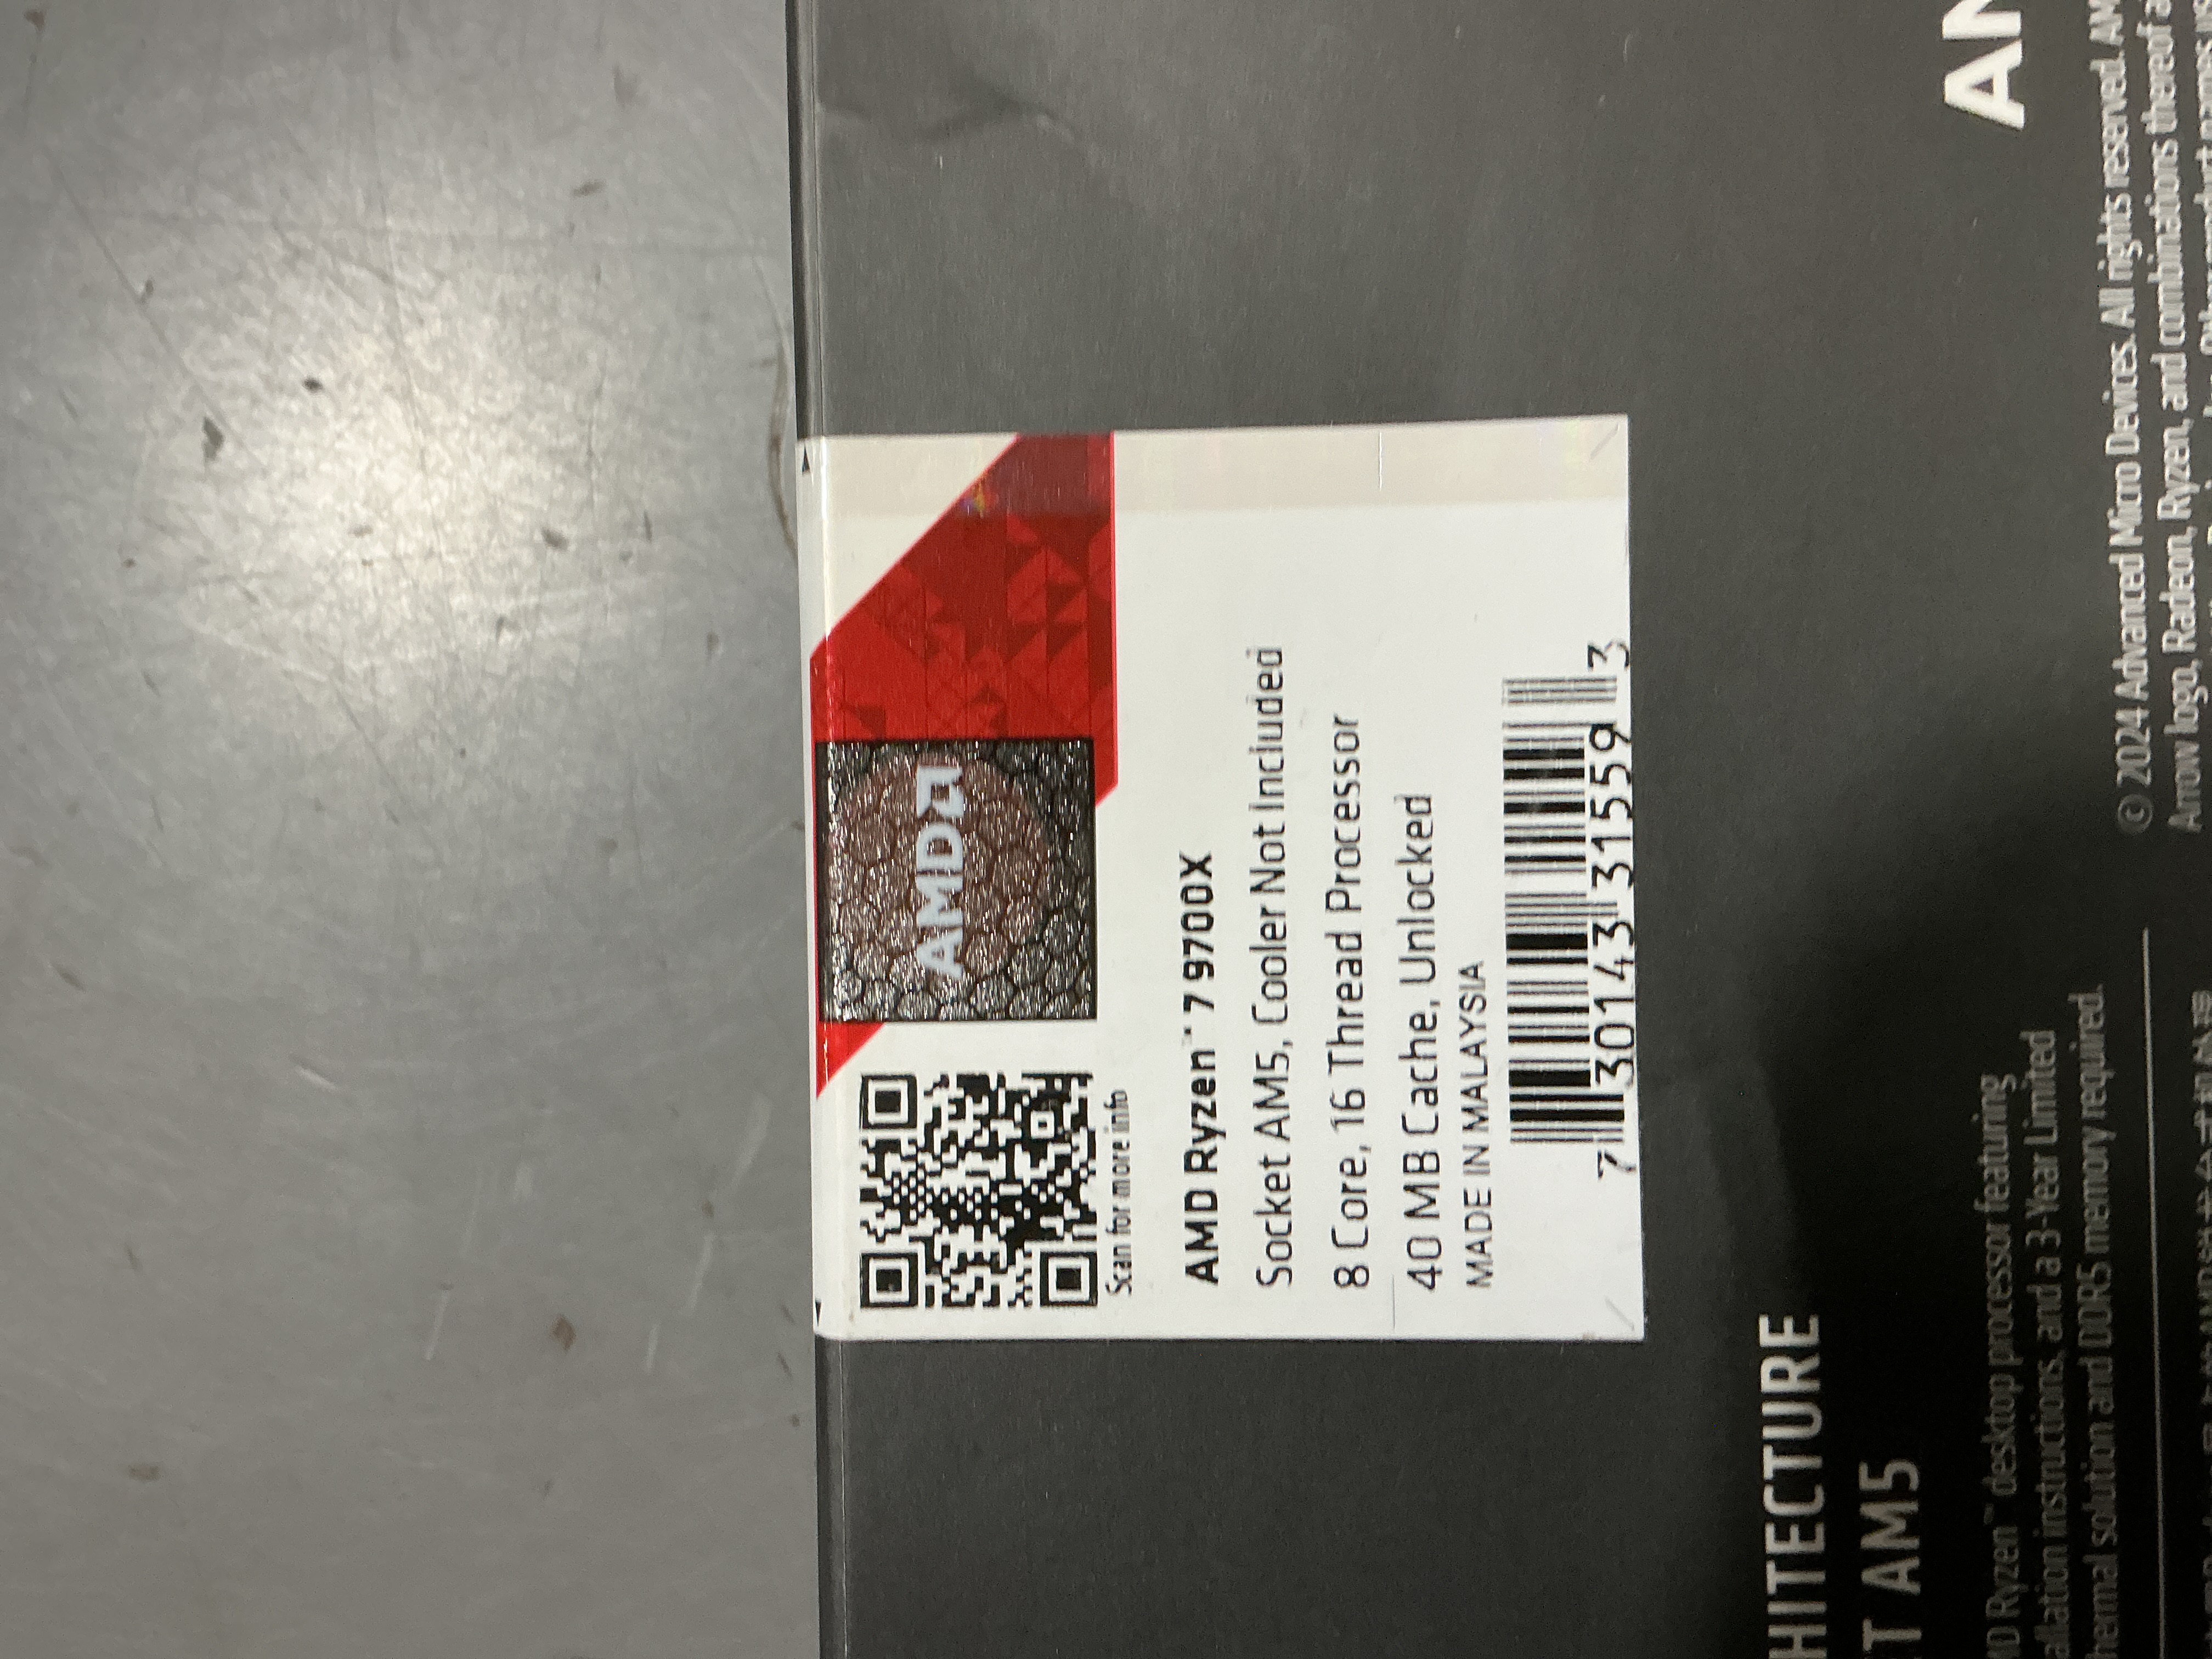 AMD
Scan for more info
AMD Ryzen™ 7 9700X
Socket AM5, Cooler Not Included
8 Core, 16 Thread Processor
40 MB Cache, Unlocked
MADE IN MALAYSIA
7 30143 31559 3
HITECTURE
T AM5
AM
D Ryzen™ desktop processor featuring
allation instructions, and a 3-Year Limited
hermal solution and DDR5 memory required.
© 2024 Advanced Micro Devices. All rights reserved. AM
Arrow logo, Radeon, Ryzen, and combinations thereof a